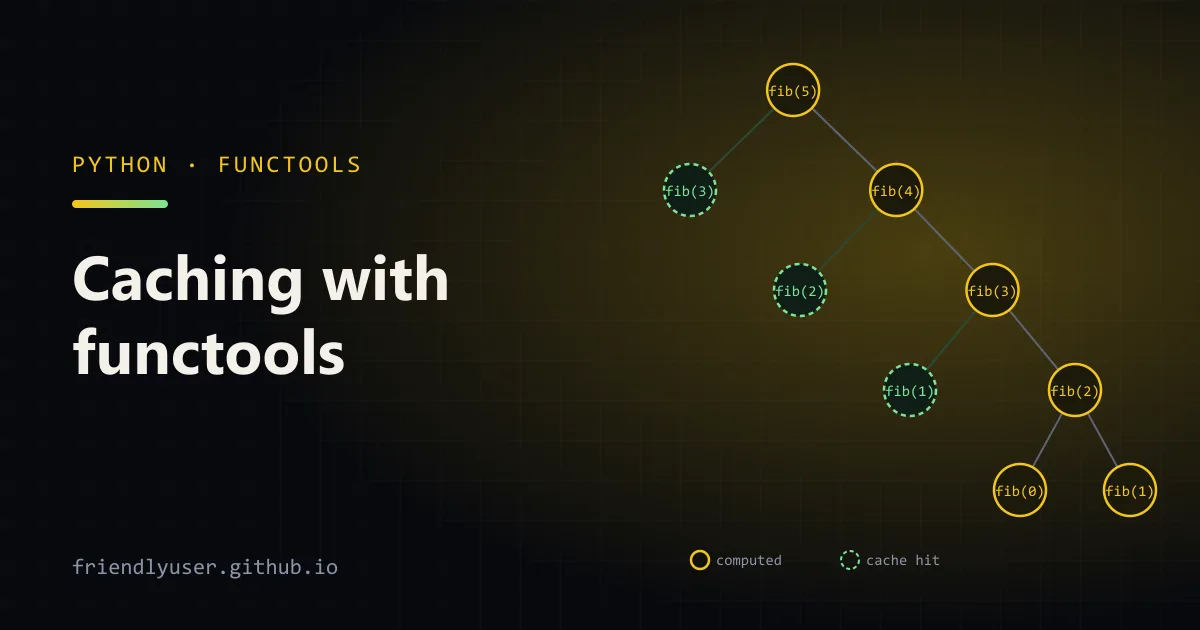 PYTHON · FUNCTOOLS
Caching with
functools
friendlyuser.github.io
fib(5)
fib(3)
fib(4)
fib(2)
fib(3)
fib(1)
fib(2)
fib(0)
fib(1)
computed
cache hit